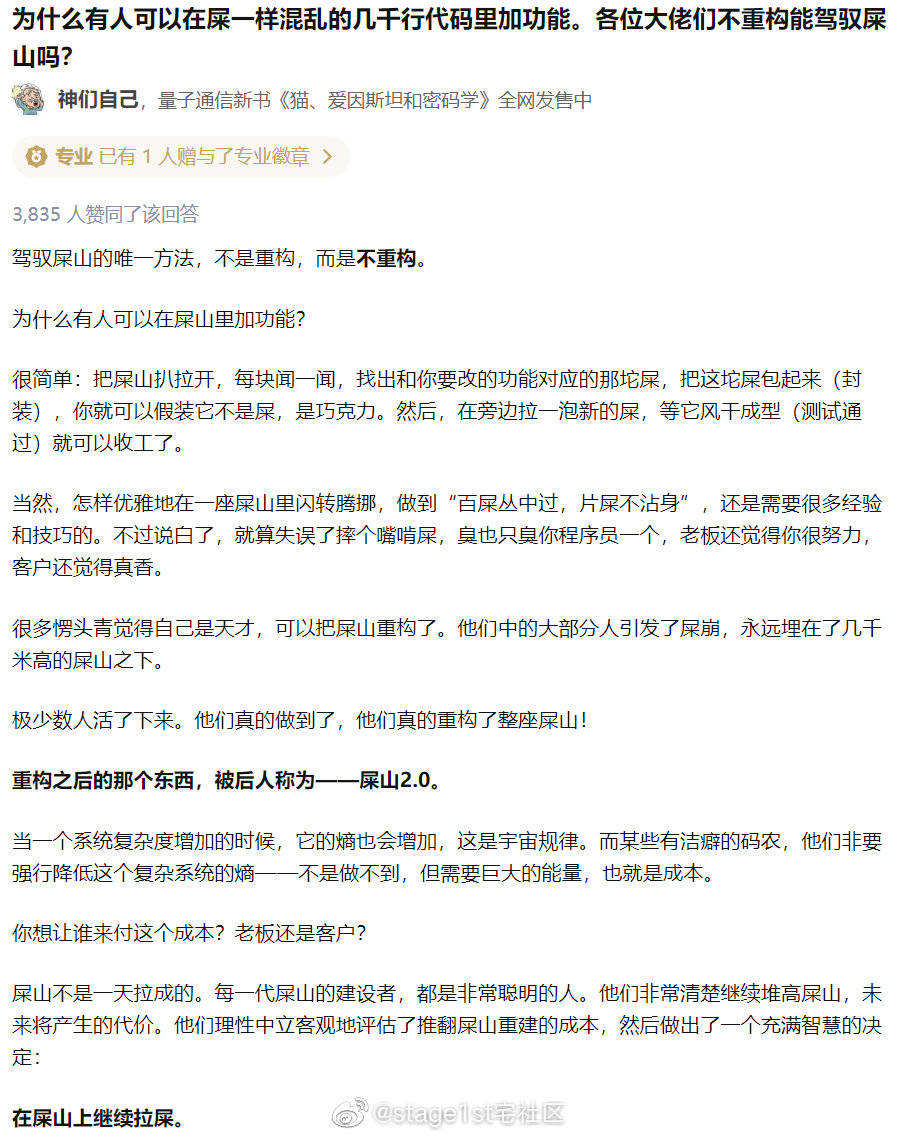 为什么有人可以在屎一样混乱的几千行代码里加功能。各位大佬们不重构能驾驭屎
山吗?
神们自己，量子通信新书《猫、爱因斯坦和密码学》全网发售中
专业 已有 1 人赠与了专业徽章
3,835 人赞同了该回答
驾驭屎山的唯一方法，不是重构，而是不重构。
为什么有人可以在屎山里加功能?
很简单：把屎山扒拉开，每块闻一闻，找出和你要改的功能对应的那坨屎，把这坨屎包起来（封
装），你就可以假装它不是屎，是巧克力。然后，在旁边拉一泡新的屎，等它风干成型（测试通
过）就可以收工了。
当然，怎样优雅地在一座屎山里闪转腾挪，做到“百屎丛中过，片屎不沾身”，还是需要很多经验
和技巧的。不过说白了，就算失误了摔个嘴啃屎，臭也只臭你程序员一个，老板还觉得你很努力，
客户还觉得真香。
很多愣头青觉得自己是天才，可以把屎山重构了。他们中的大部分人引发了屎崩，永远埋在了几千
米高的屎山之下。
极少数人活了下来。他们真的做到了，他们真的重构了整座屎山！
重构之后的那个东西，被后人称为——屎山2.0。
当一个系统复杂度增加的时候，它的熵也会增加，这是宇宙规律。而某些有洁癖的码农，他们非要
强行降低这个复杂系统的熵——不是做不到，但需要巨大的能量，也就是成本。
你想让谁来付这个成本？老板还是客户？
屎山不是一天拉成的。每一代屎山的建设者，都是非常聪明的人。他们非常清楚继续堆高屎山，未
来将产生的代价。他们理性中立客观地评估了推翻屎山重建的成本，然后做出了一个充满智慧的决
定：
在屎山上继续拉屎。
@stage1st宅社区